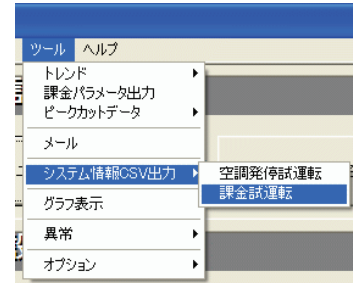 ツール ヘルプ
トレンド
課金パラメータ出力
ピークカットデータ
メール
システム情報CSV出力
空調発停試運転
課金試運転
グラフ表示
異常
オプション